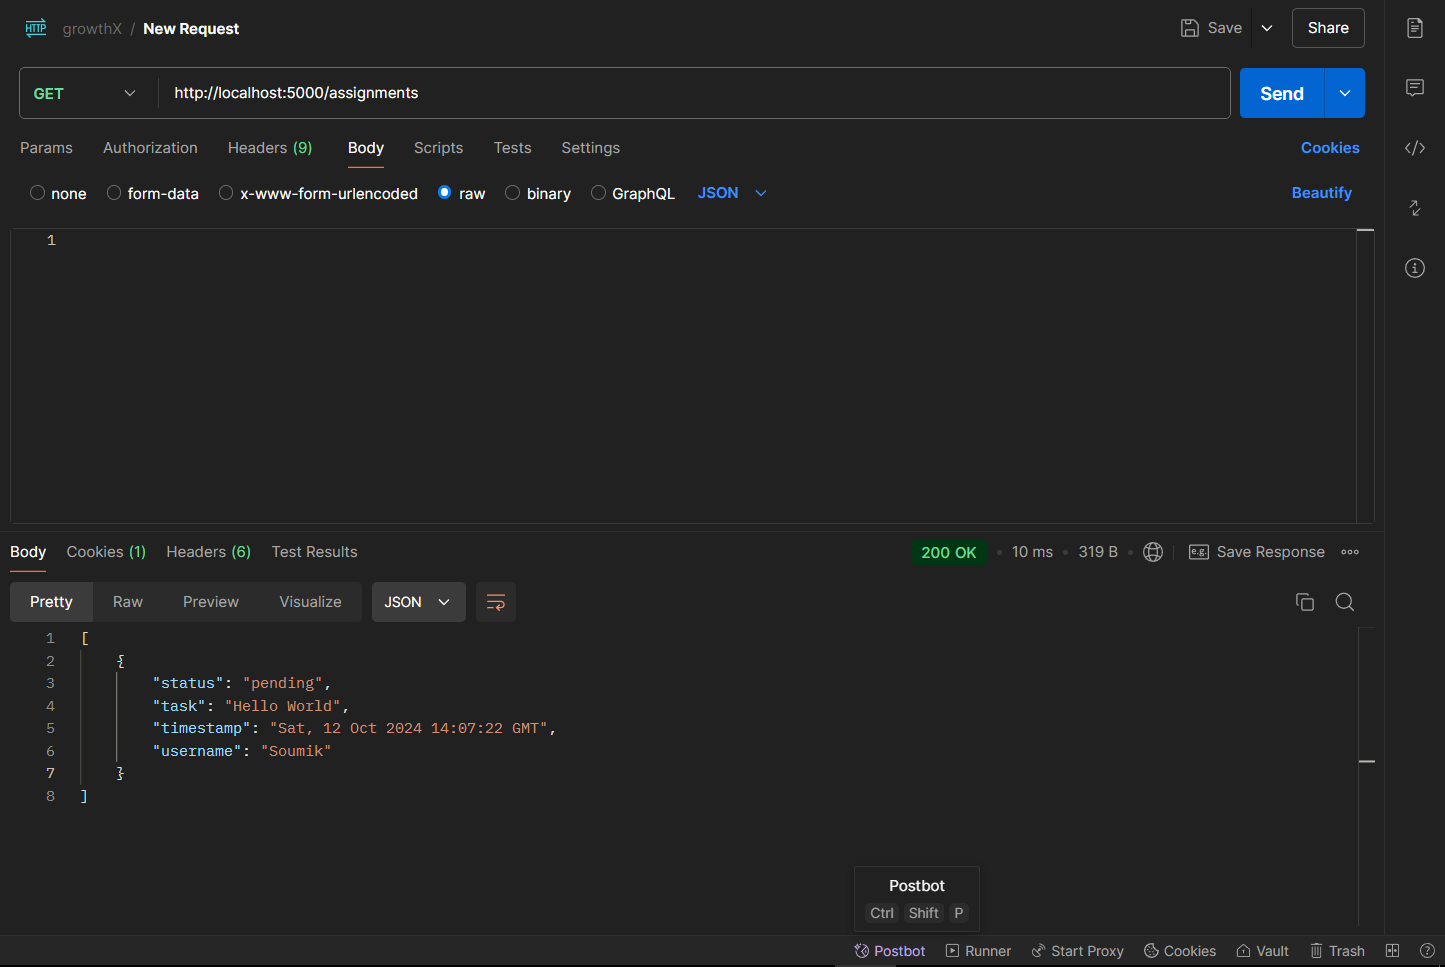 HTTP growthX / New Request Save Share
GET http://localhost:5000/assignments Send
Params Authorization Headers (9) Body Scripts Tests Settings Cookies
none form-data x-www-form-urlencoded raw binary GraphQL JSON Beautify
1
Body Cookies (1) Headers (6) Test Results 200 OK • 10 ms • 319 B • e.g. Save Response
Pretty Raw Preview Visualize JSON
1 [
2 {
3 "status": "pending",
4 "task": "Hello World",
5 "timestamp": "Sat, 12 Oct 2024 14:07:22 GMT",
6 "username": "Soumik"
7 }
8 ]
Postbot
Ctrl Shift P
Postbot Runner Start Proxy Cookies Vault Trash